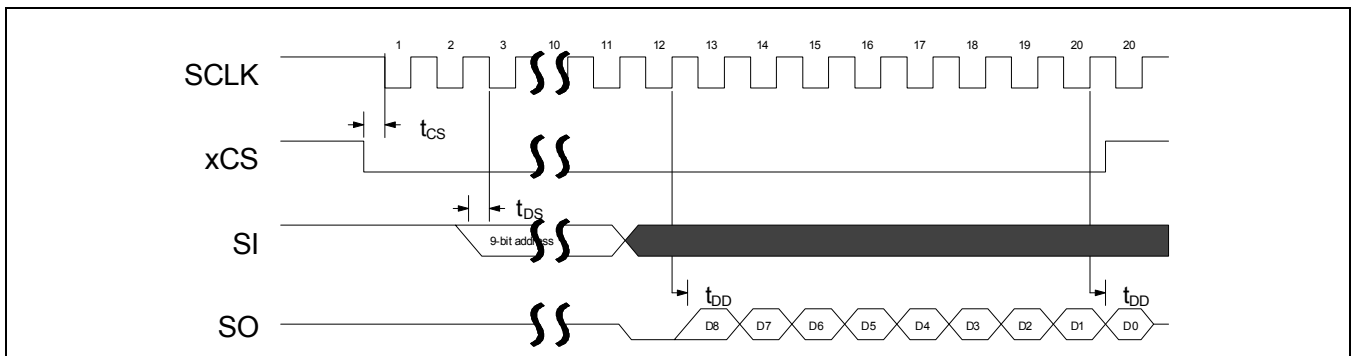 1 2 3 10 11 12 13 14 15 16 17 18 19 20 20
SCLK
tCS
xCS
tDS
SI
9-bit address
tDD tDD
SO
D8 D7 D6 D5 D4 D3 D2 D1 D0